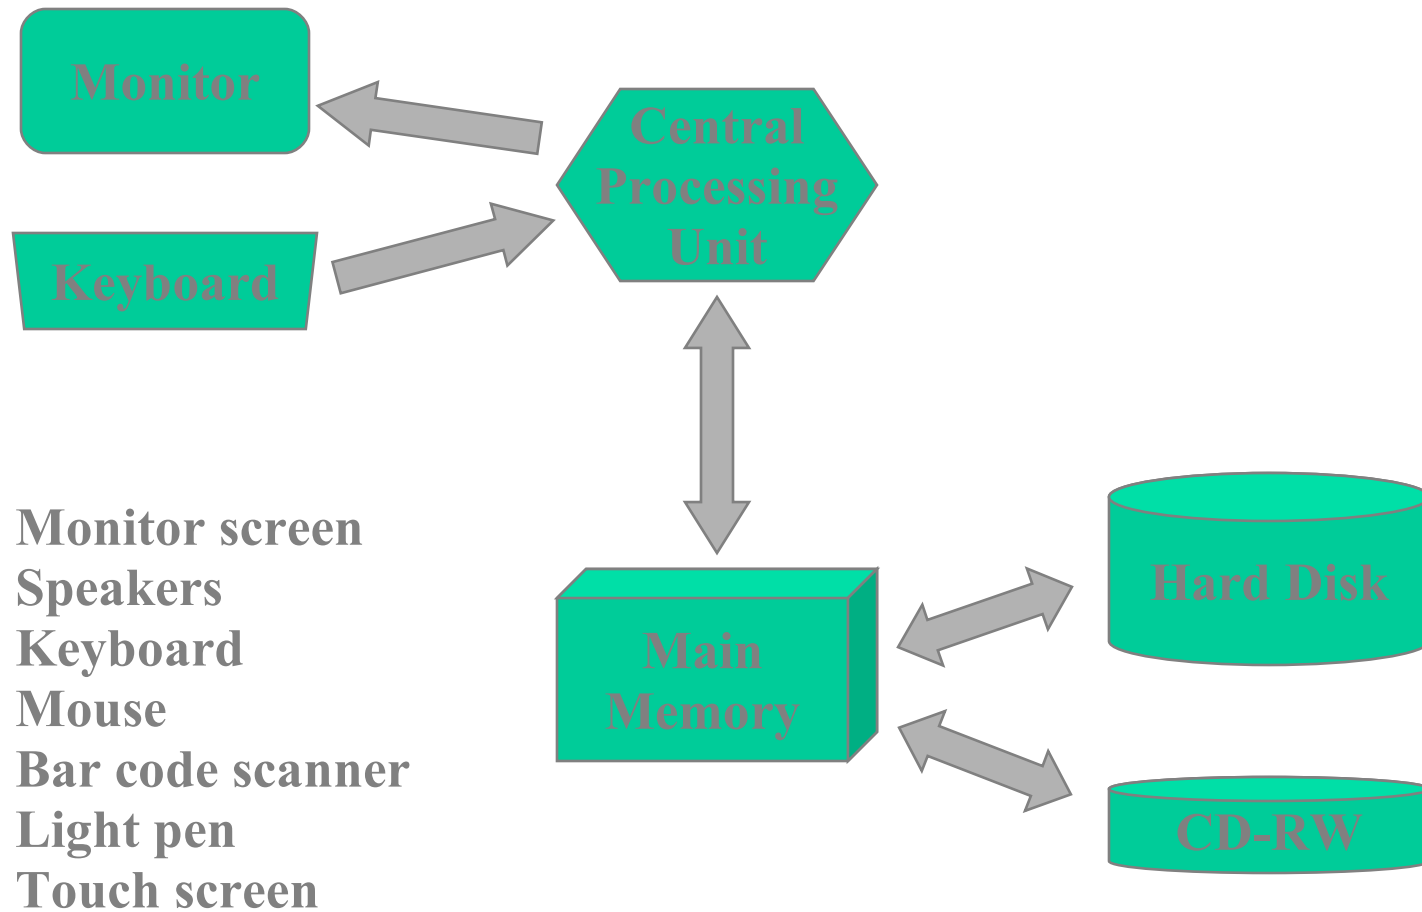 Monitor
Central
Processing
Unit
Keyboard
Monitor screen
Speakers
Keyboard
Mouse
Bar code scanner
Light pen
Touch screen
Main
Memory
Hard Disk
CD-RW